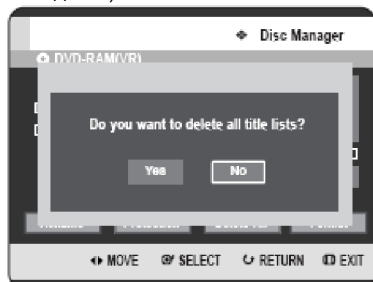 Disc Manager
DVD-RAM(VR)
Do you want to delete all title lists?
Yes No
MOVE SELECT RETURN EXIT